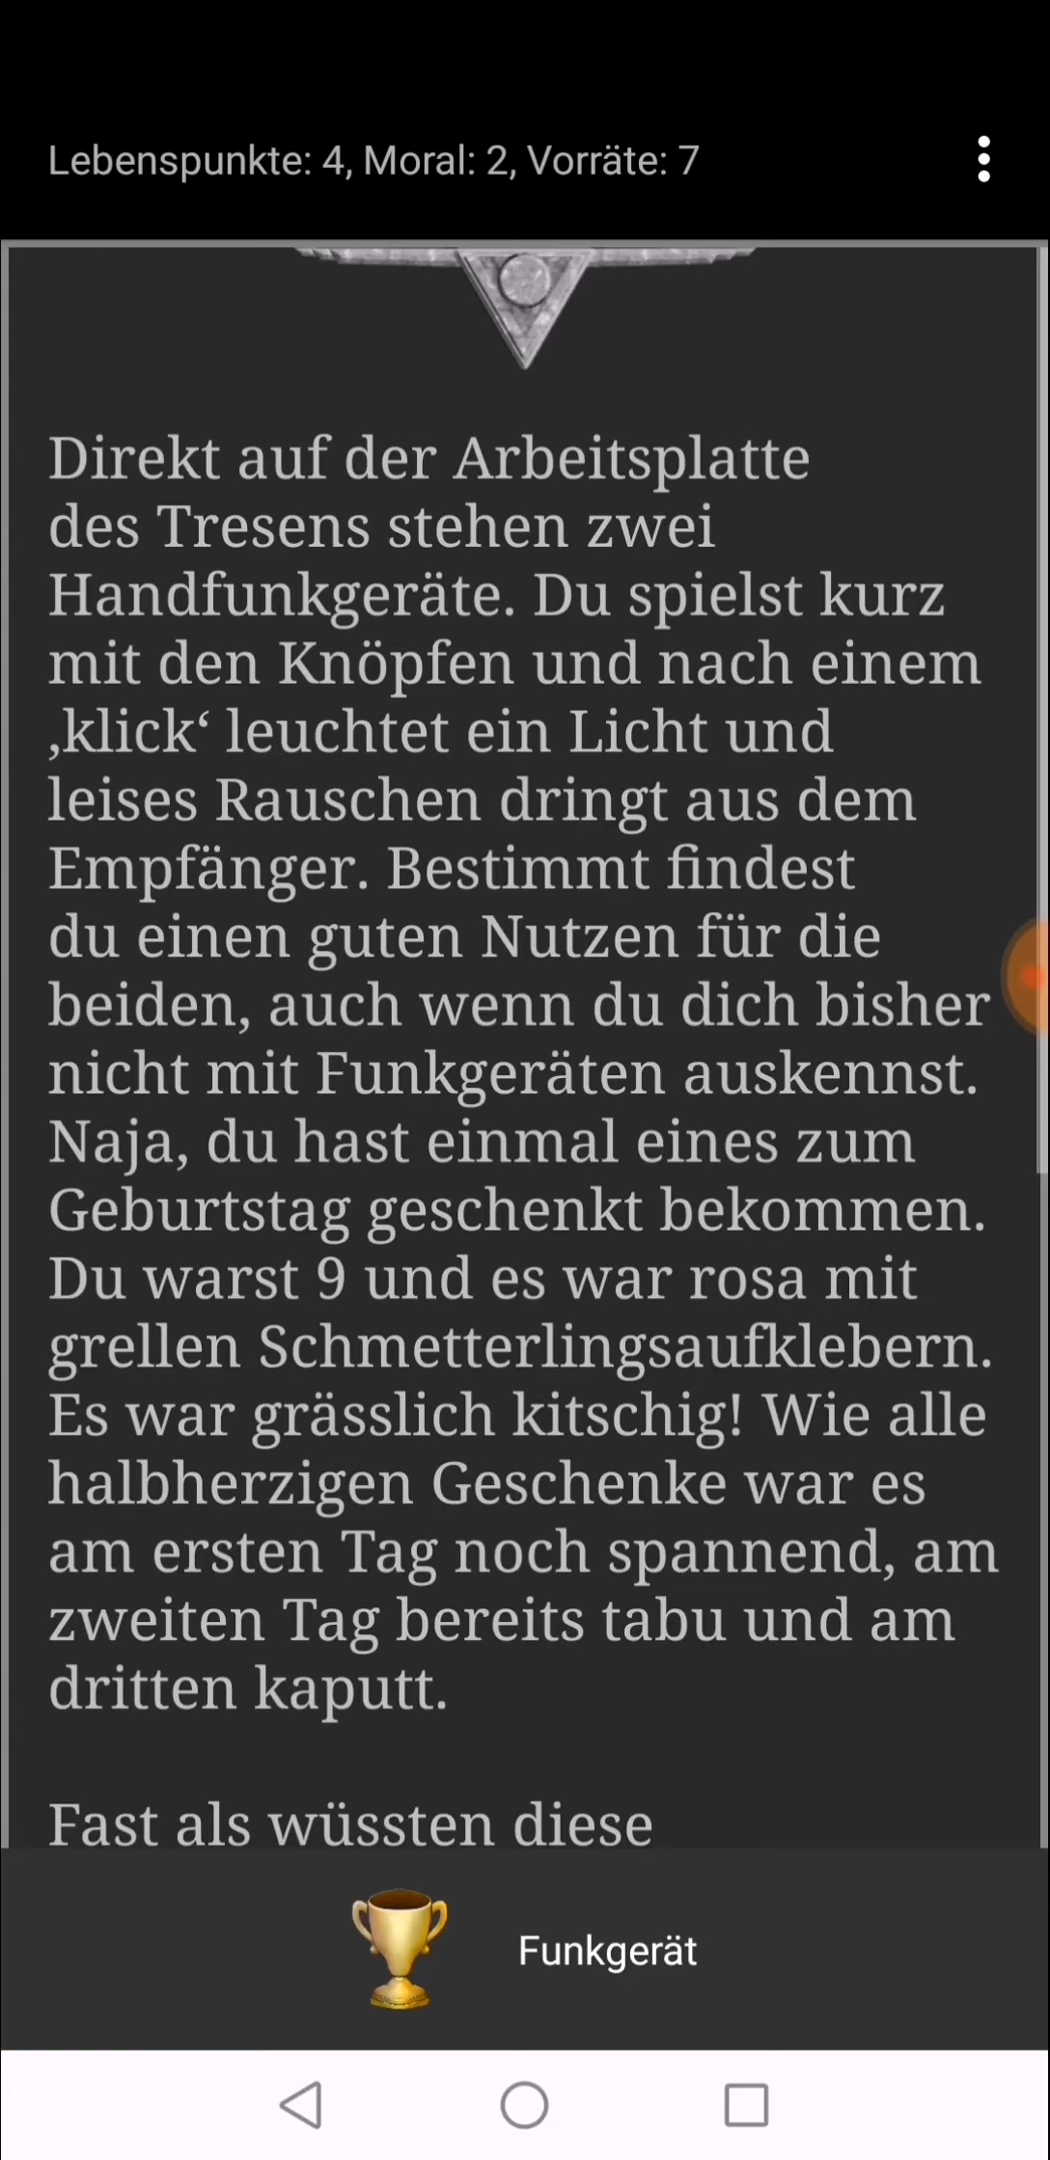 Lebenspunkte: 4, Moral: 2, Vorräte: 7
Direkt auf der Arbeitsplatte
des Tresens stehen zwei
Handfunkgeräte. Du spielst kurz
mit den Knöpfen und nach einem
‚klick‘ leuchtet ein Licht und
leises Rauschen dringt aus dem
Empfänger. Bestimmt findest
du einen guten Nutzen für die
beiden, auch wenn du dich bisher
nicht mit Funkgeräten auskennst.
Naja, du hast einmal eines zum
Geburtstag geschenkt bekommen.
Du warst 9 und es war rosa mit
grellen Schmetterlingsaufklebern.
Es war grässlich kitschig! Wie alle
halbherzigen Geschenke war es
am ersten Tag noch spannend, am
zweiten Tag bereits tabu und am
dritten kaputt.
Fast als wüssten diese
Funkgerät